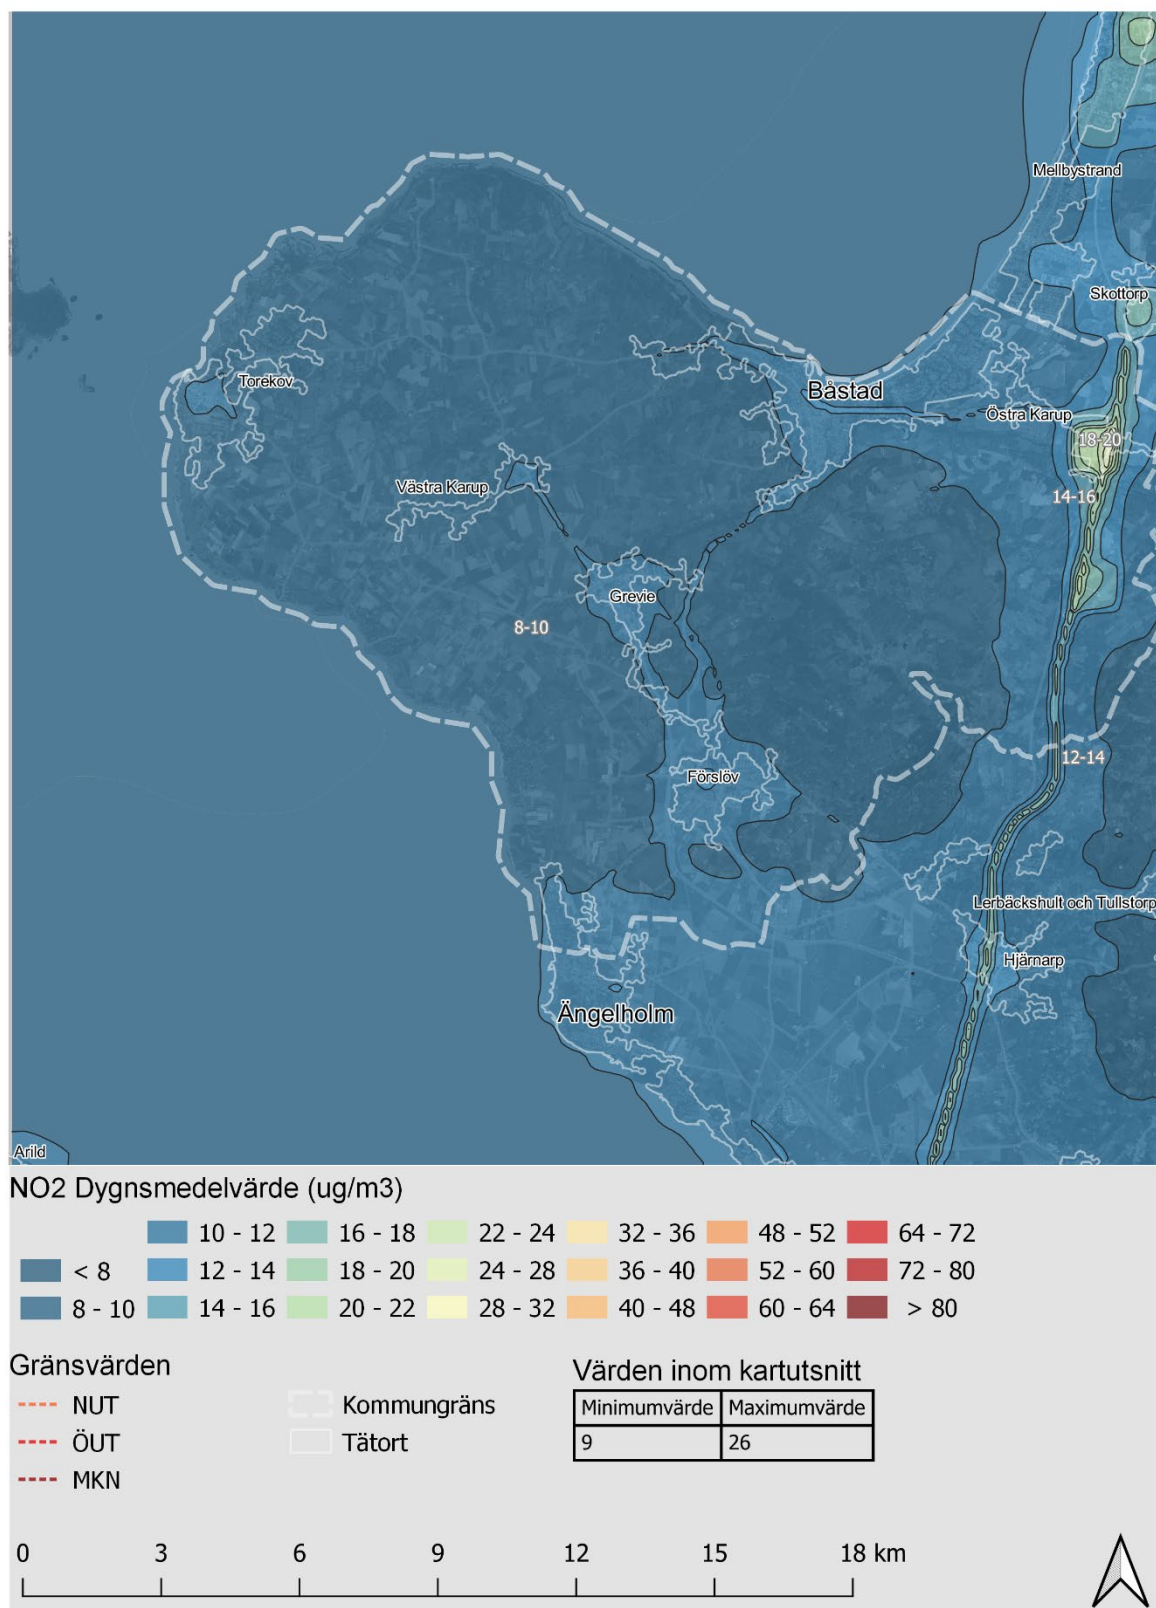 Mellbystrand
Skottorp
Torekov
Båstad
Östra Karup
18-20
Västra Karup
14-16
Grevie
8-10
12-14
Förslöv
Lerbäckshult och Tullstorp
Hjärnarp
Ängelholm
Arild
NO2 Dygnsmedelvärde (ug/m3)
10 - 12 16 - 18 22 - 24 32 - 36 48 - 52 64 - 72
< 8 12 - 14 18 - 20 24 - 28 36 - 40 52 - 60 72 - 80
8 - 10 14 - 16 20 - 22 28 - 32 40 - 48 60 - 64 > 80
Gränsvärden
NUT
ÖUT
MKN
Kommungräns
Tätort
Värden inom kartutsnitt
Minimumvärde Maximumvärde
9 26
0 3 6 9 12 15 18 km